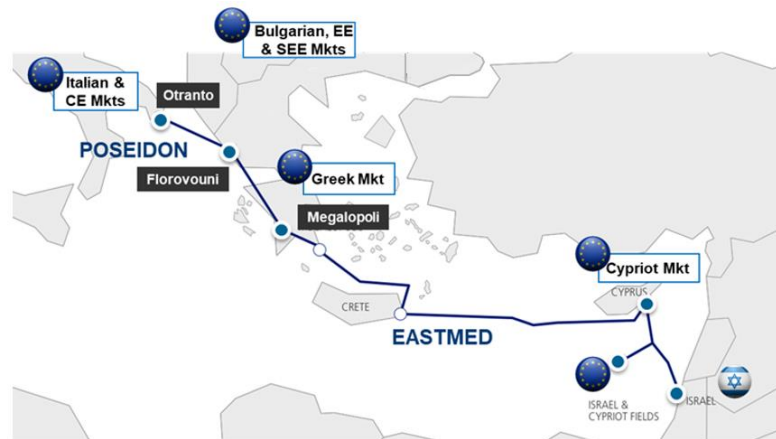 Bulgarian, EE
& SEE Mkts
Italian &
CE Mkts
Otranto
POSEIDON
Florovouni
Greek Mkt
Megalopoli
Cypriot Mkt
CYPRUS
CRETE
EASTMED
ISRAEL &
CYPRIOT FIELDS
ISRAEL